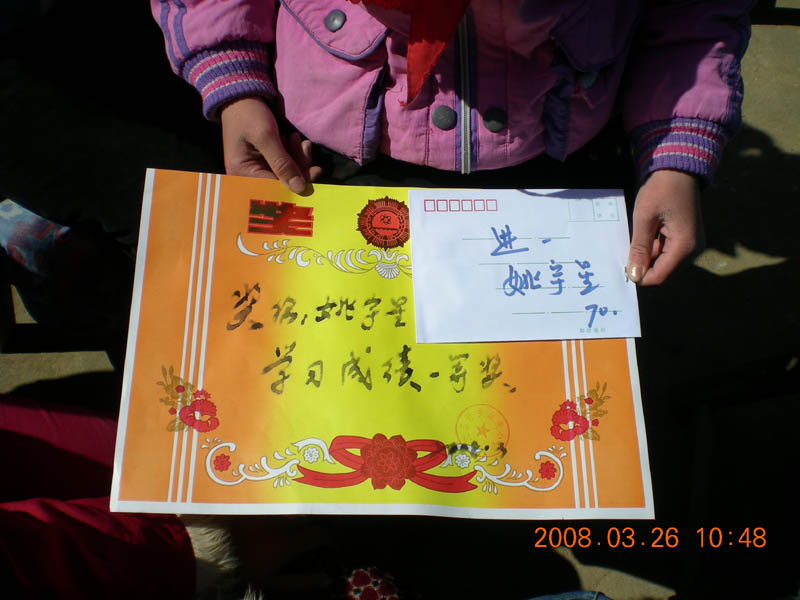 奖
进一
姚宇星
70.
奖给：姚宇星
学习成绩一等奖
2008.03.26 10:48